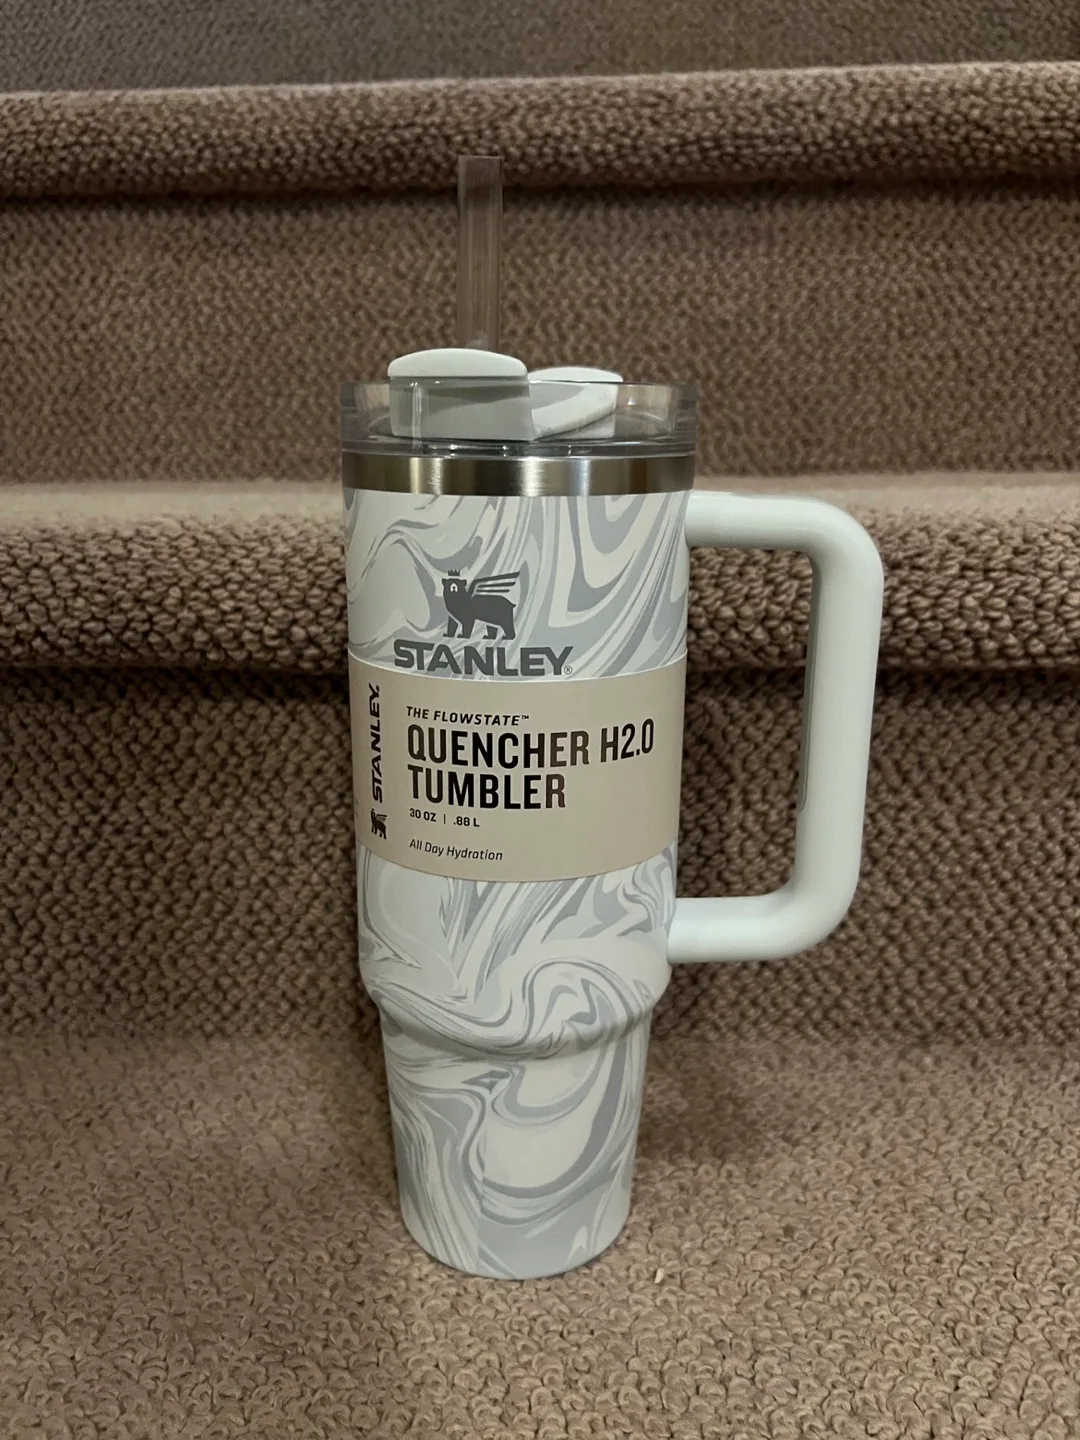 STANLEY®
STANLEY.
THE FLOWSTATE™
QUENCHER H2.0
TUMBLER
30 OZ | .88 L
All Day Hydration